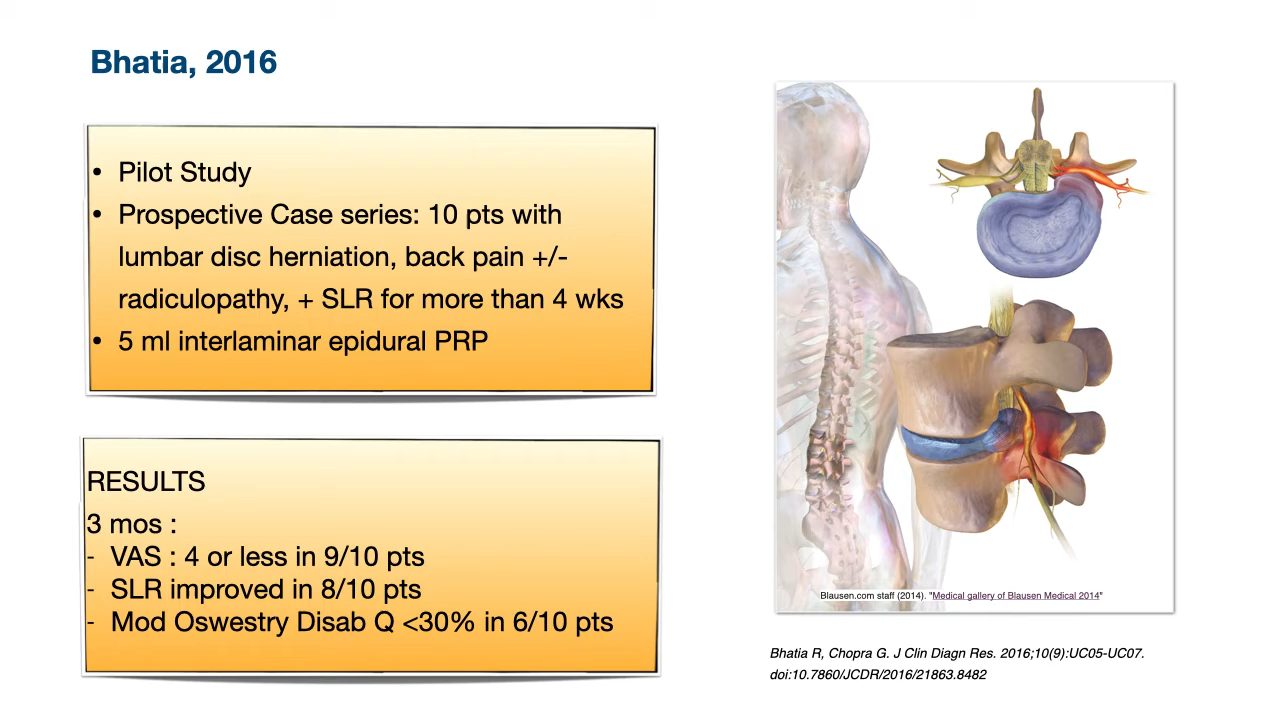 Bhatia, 2016
• Pilot Study
• Prospective Case series: 10 pts with
lumbar disc herniation, back pain +/-
radiculopathy, + SLR for more than 4 wks
• 5 ml interlaminar epidural PRP
RESULTS
3 mos :
- VAS : 4 or less in 9/10 pts
- SLR improved in 8/10 pts
- Mod Oswestry Disab Q <30% in 6/10 pts
Blausen.com staff (2014). "Medical gallery of Blausen Medical 2014"
Bhatia R, Chopra G. J Clin Diagn Res. 2016;10(9):UC05-UC07.
doi:10.7860/JCDR/2016/21863.8482